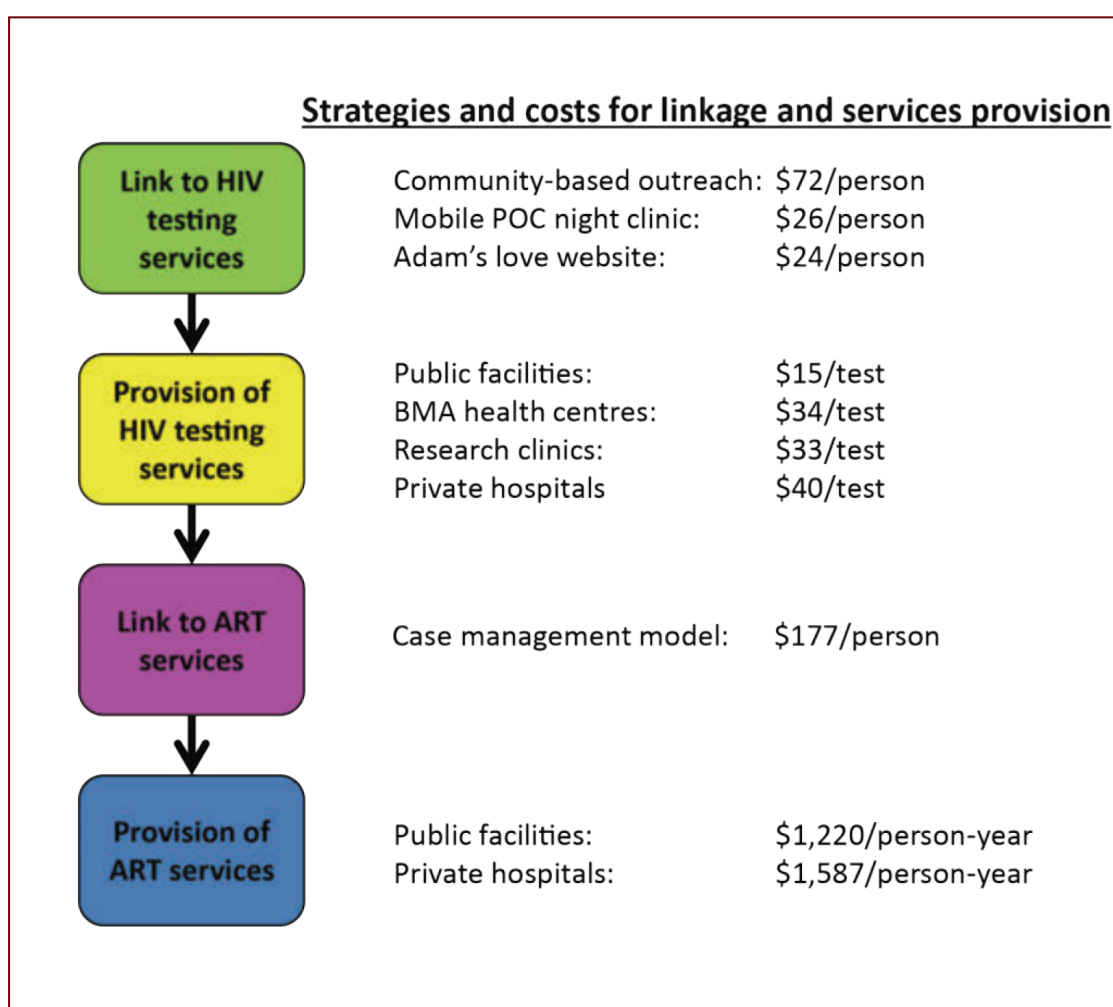 Strategies and costs for linkage and services provision
Link to HIV
testing
services
Community-based outreach: $72/person
Mobile POC night clinic: $26/person
Adam’s love website: $24/person
Provision of
HIV testing
services
Public facilities: $15/test
BMA health centres: $34/test
Research clinics: $33/test
Private hospitals $40/test
Link to ART
services
Case management model: $177/person
Provision of
ART services
Public facilities: $1,220/person-year
Private hospitals: $1,587/person-year